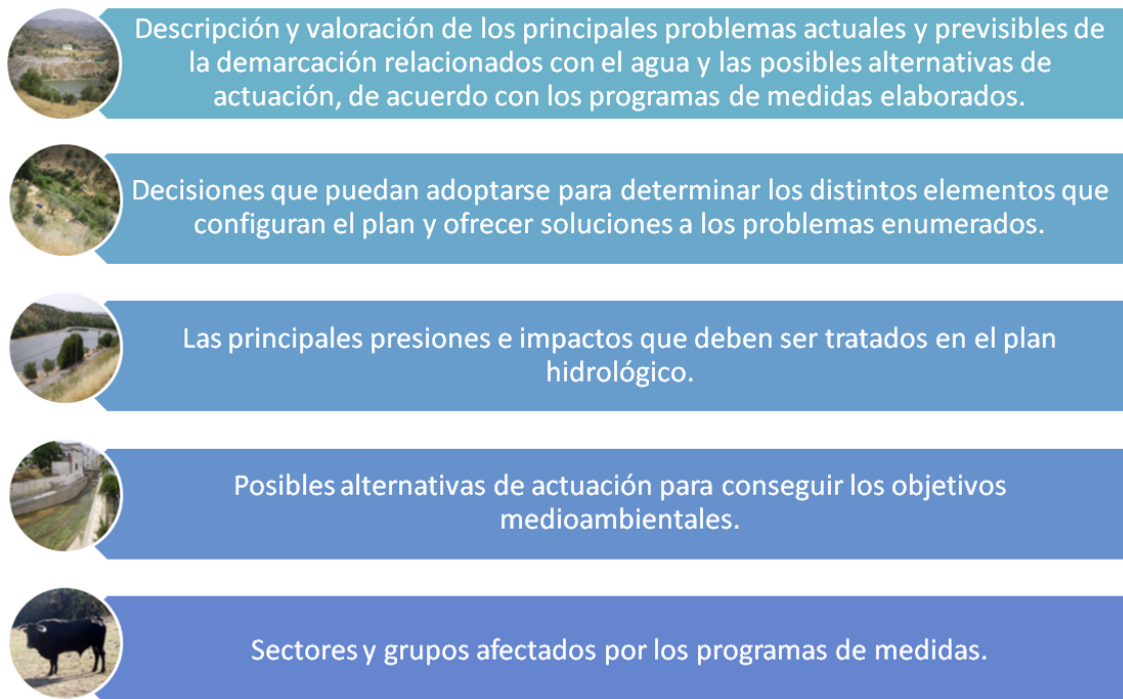 Descripción y valoración de los principales problemas actuales y previsibles de
la demarcación relacionados con el agua y las posibles alternativas de
actuación, de acuerdo con los programas de medidas elaborados.
Decisiones que puedan adoptarse para determinar los distintos elementos que
configuran el plan y ofrecer soluciones a los problemas enumerados.
Las principales presiones e impactos que deben ser tratados en el plan
hidrológico.
Posibles alternativas de actuación para conseguir los objetivos
medioambientales.
Sectores y grupos afectados por los programas de medidas.